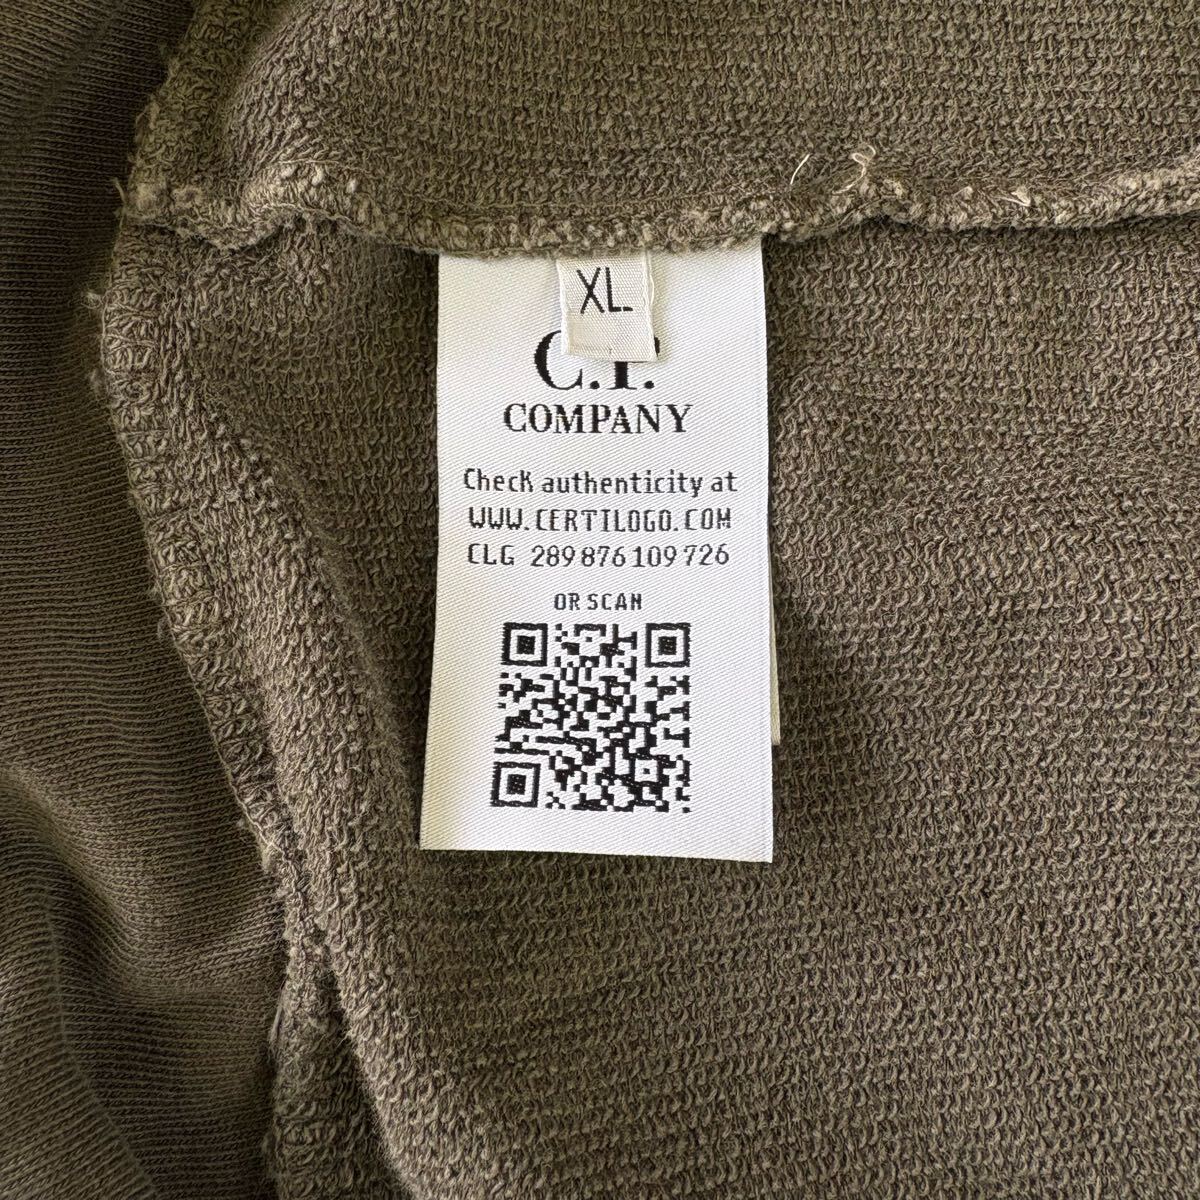 XL
C.P.
COMPANY
Check authenticity at
WWW.CERTILOGO.COM
CLG 289 876 109 726
OR SCAN